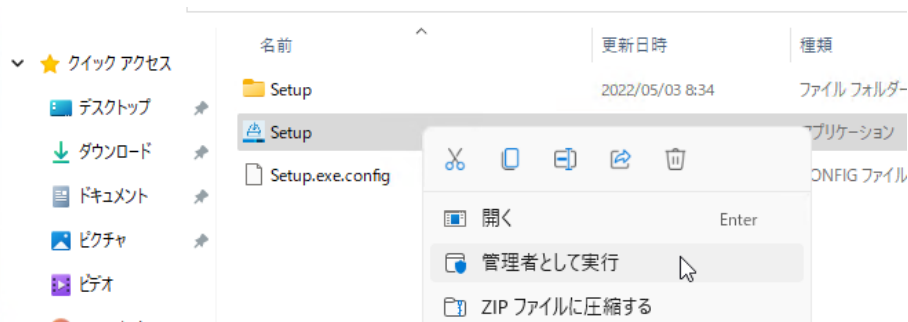 名前 更新日時 種類
クイック アクセス
Setup 2022/05/03 8:34 ファイル フォルダー
デスクトップ
Setup アプリケーション
ダウンロード
Setup.exe.config CONFIG ファイル
ドキュメント
開く Enter
ピクチャ
管理者として実行
ビデオ
ZIP ファイルに圧縮する